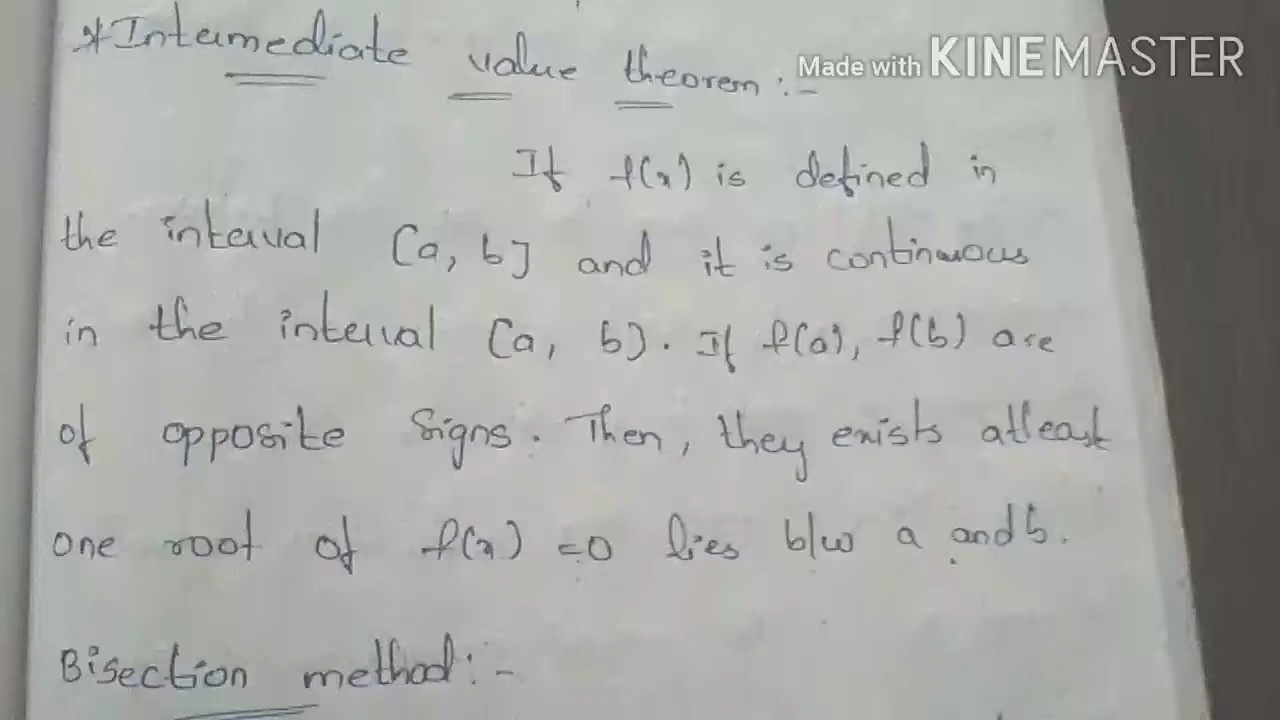 * Intermediate value theorem :-
Made with KINEMASTER
If f(x) is defined in
the interval [a, b] and it is continuous
in the interval [a, b]. If f(a), f(b) are
of opposite signs. Then, they exists atleast
one root of f(x) =0 lies b/w a and b.
Bisection method :-